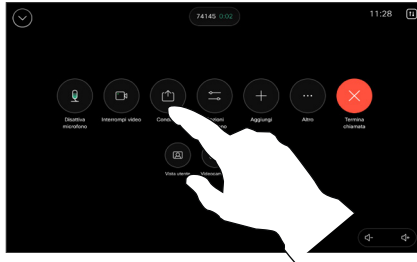 74145 0:02
11:28
Disattiva microfono
Interrompi video
Aggiungi
Altro
Termina chiamata
Vista utente